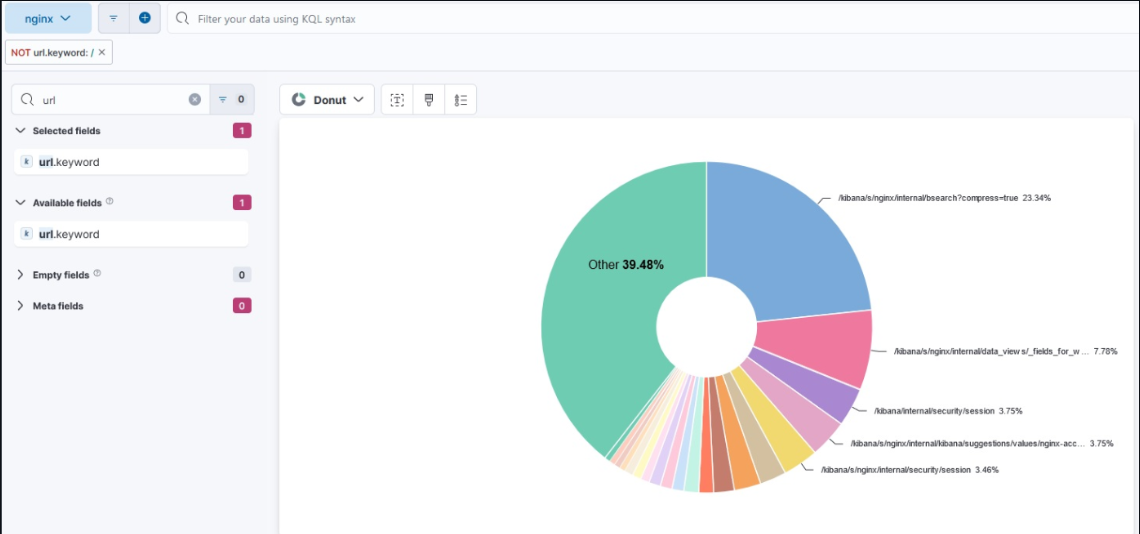 nginx
Filter your data using KQL syntax
NOT url.keyword: / ×
url
0
Donut
Selected fields 1
k url.keyword
Available fields ? 1
k url.keyword
Empty fields ? 0
Meta fields 0
/kibana/s/nginx/internal/bsearch?compress=true 23.34%
Other 39.48%
/kibana/s/nginx/internal/data_views/_fields_for_w ... 7.78%
/kibana/internal/security/session 3.75%
/kibana/s/nginx/internal/kibana/suggestions/values/nginx-acc... 3.75%
/kibana/s/nginx/internal/security/session 3.46%